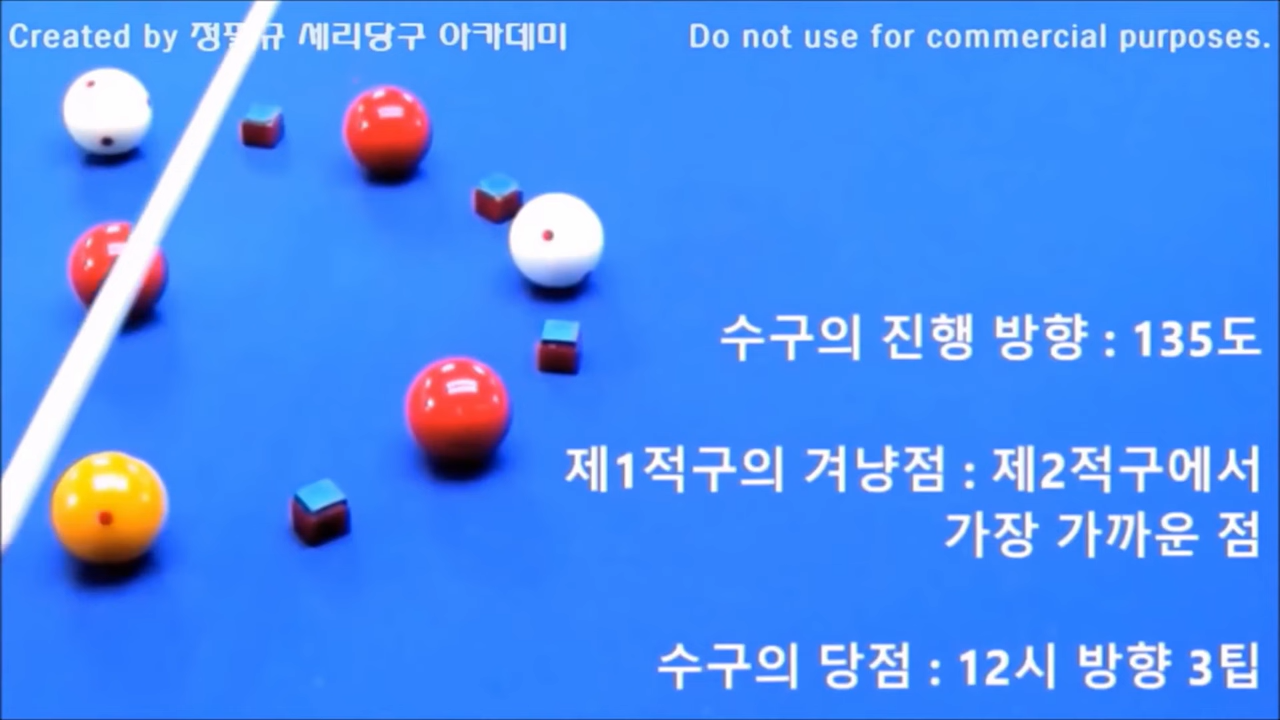 Created by 정필규 세리당구 아카데미
Do not use for commercial purposes.
수구의 진행 방향 : 135도
제1적구의 겨냥점 : 제2적구에서
가장 가까운 점
수구의 당점 : 12시 방향 3팁